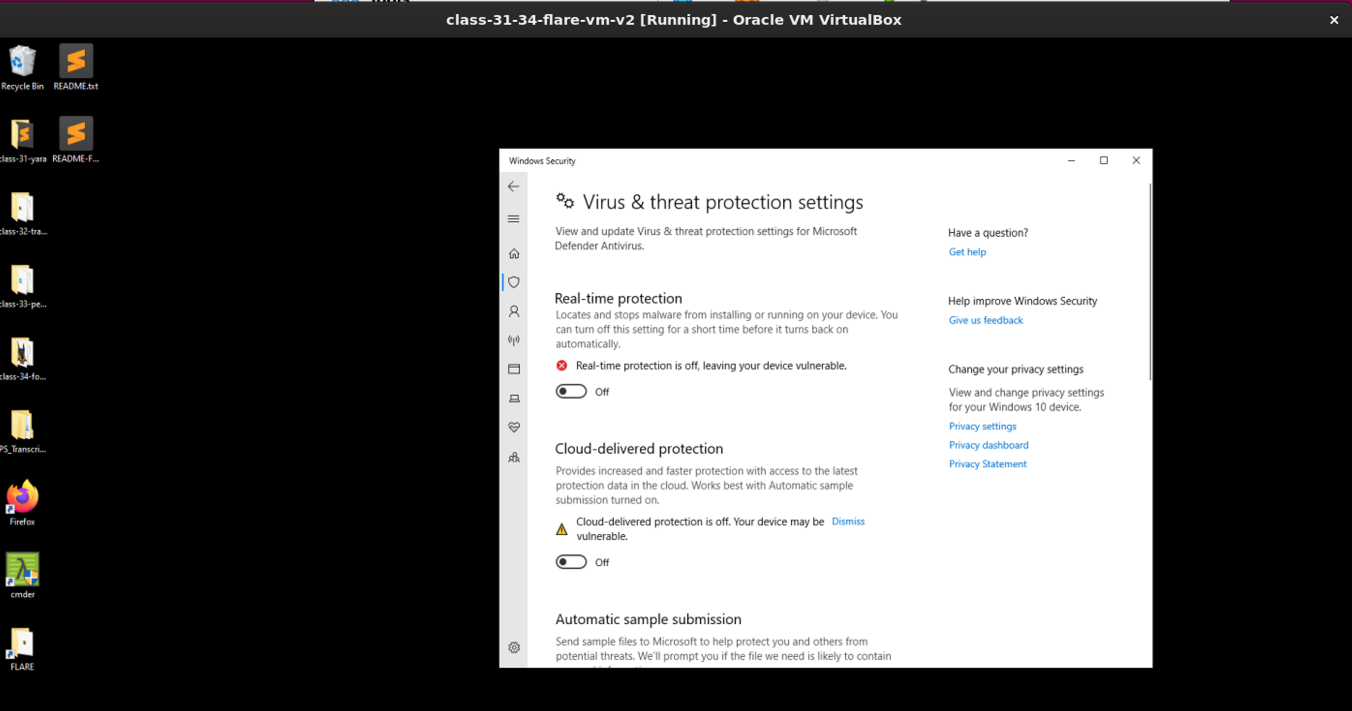 class-31-34-flare-vm-v2 [Running] - Oracle VM VirtualBox
Recycle Bin
README.txt
class-31-yara
README-F...
class-32-tra...
class-33-pe...
class-34-fo...
PS_Transcri...
Firefox
cmder
FLARE
Windows Security
Virus & threat protection settings
View and update Virus & threat protection settings for Microsoft
Defender Antivirus.
Real-time protection
Locates and stops malware from installing or running on your device. You
can turn off this setting for a short time before it turns back on
automatically.
Real-time protection is off, leaving your device vulnerable.
Off
Cloud-delivered protection
Provides increased and faster protection with access to the latest
protection data in the cloud. Works best with Automatic sample
submission turned on.
Cloud-delivered protection is off. Your device may be Dismiss
vulnerable.
Off
Automatic sample submission
Send sample files to Microsoft to help protect you and others from
potential threats. We'll prompt you if the file we need is likely to contain
Have a question?
Get help
Help improve Windows Security
Give us feedback
Change your privacy settings
View and change privacy settings
for your Windows 10 device.
Privacy settings
Privacy dashboard
Privacy Statement